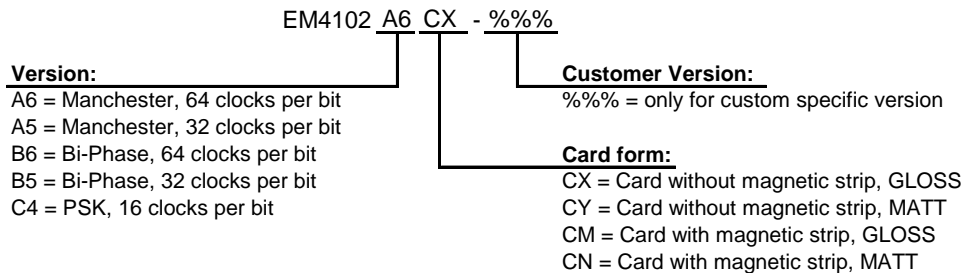 EM4102 A6 CX - %%%
Version:
A6 = Manchester, 64 clocks per bit
A5 = Manchester, 32 clocks per bit
B6 = Bi-Phase, 64 clocks per bit
B5 = Bi-Phase, 32 clocks per bit
C4 = PSK, 16 clocks per bit
Customer Version:
%%% = only for custom specific version
Card form:
CX = Card without magnetic strip, GLOSS
CY = Card without magnetic strip, MATT
CM = Card with magnetic strip, GLOSS
CN = Card with magnetic strip, MATT